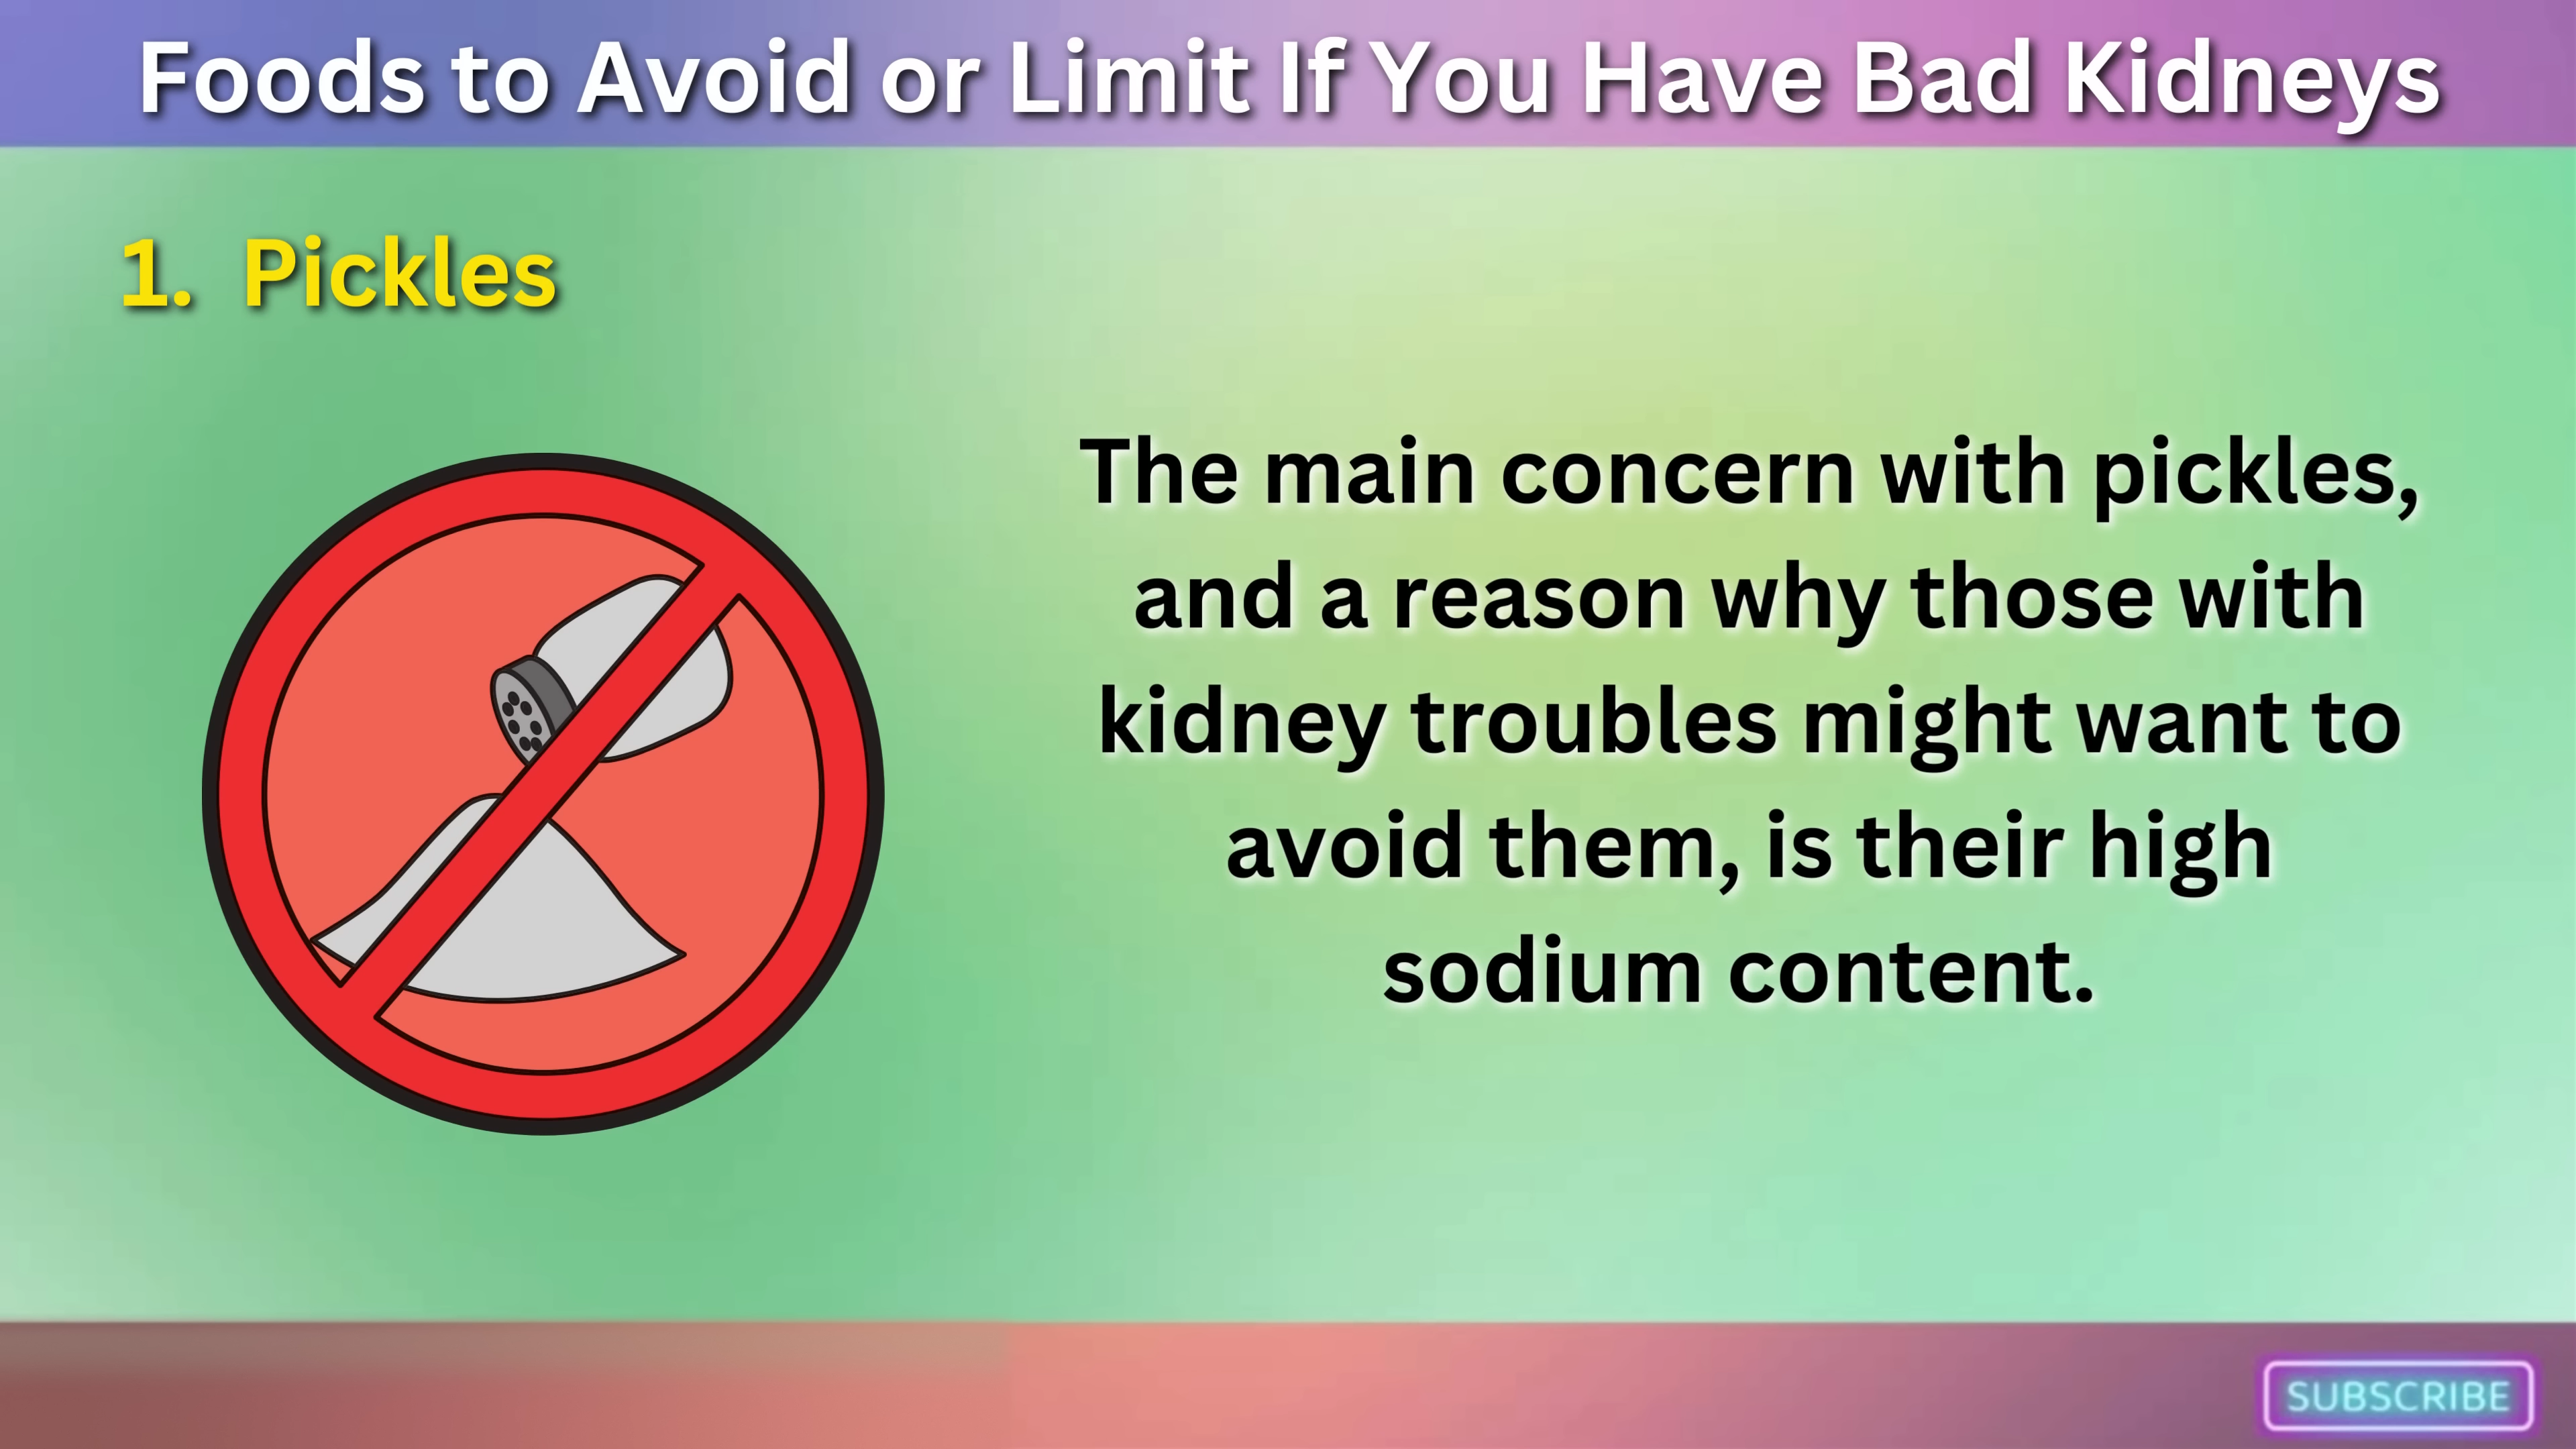 Foods to Avoid or Limit If You Have Bad Kidneys
1. Pickles
The main concern with pickles,
and a reason why those with
kidney troubles might want to
avoid them, is their high
sodium content.
SUBSCRIBE